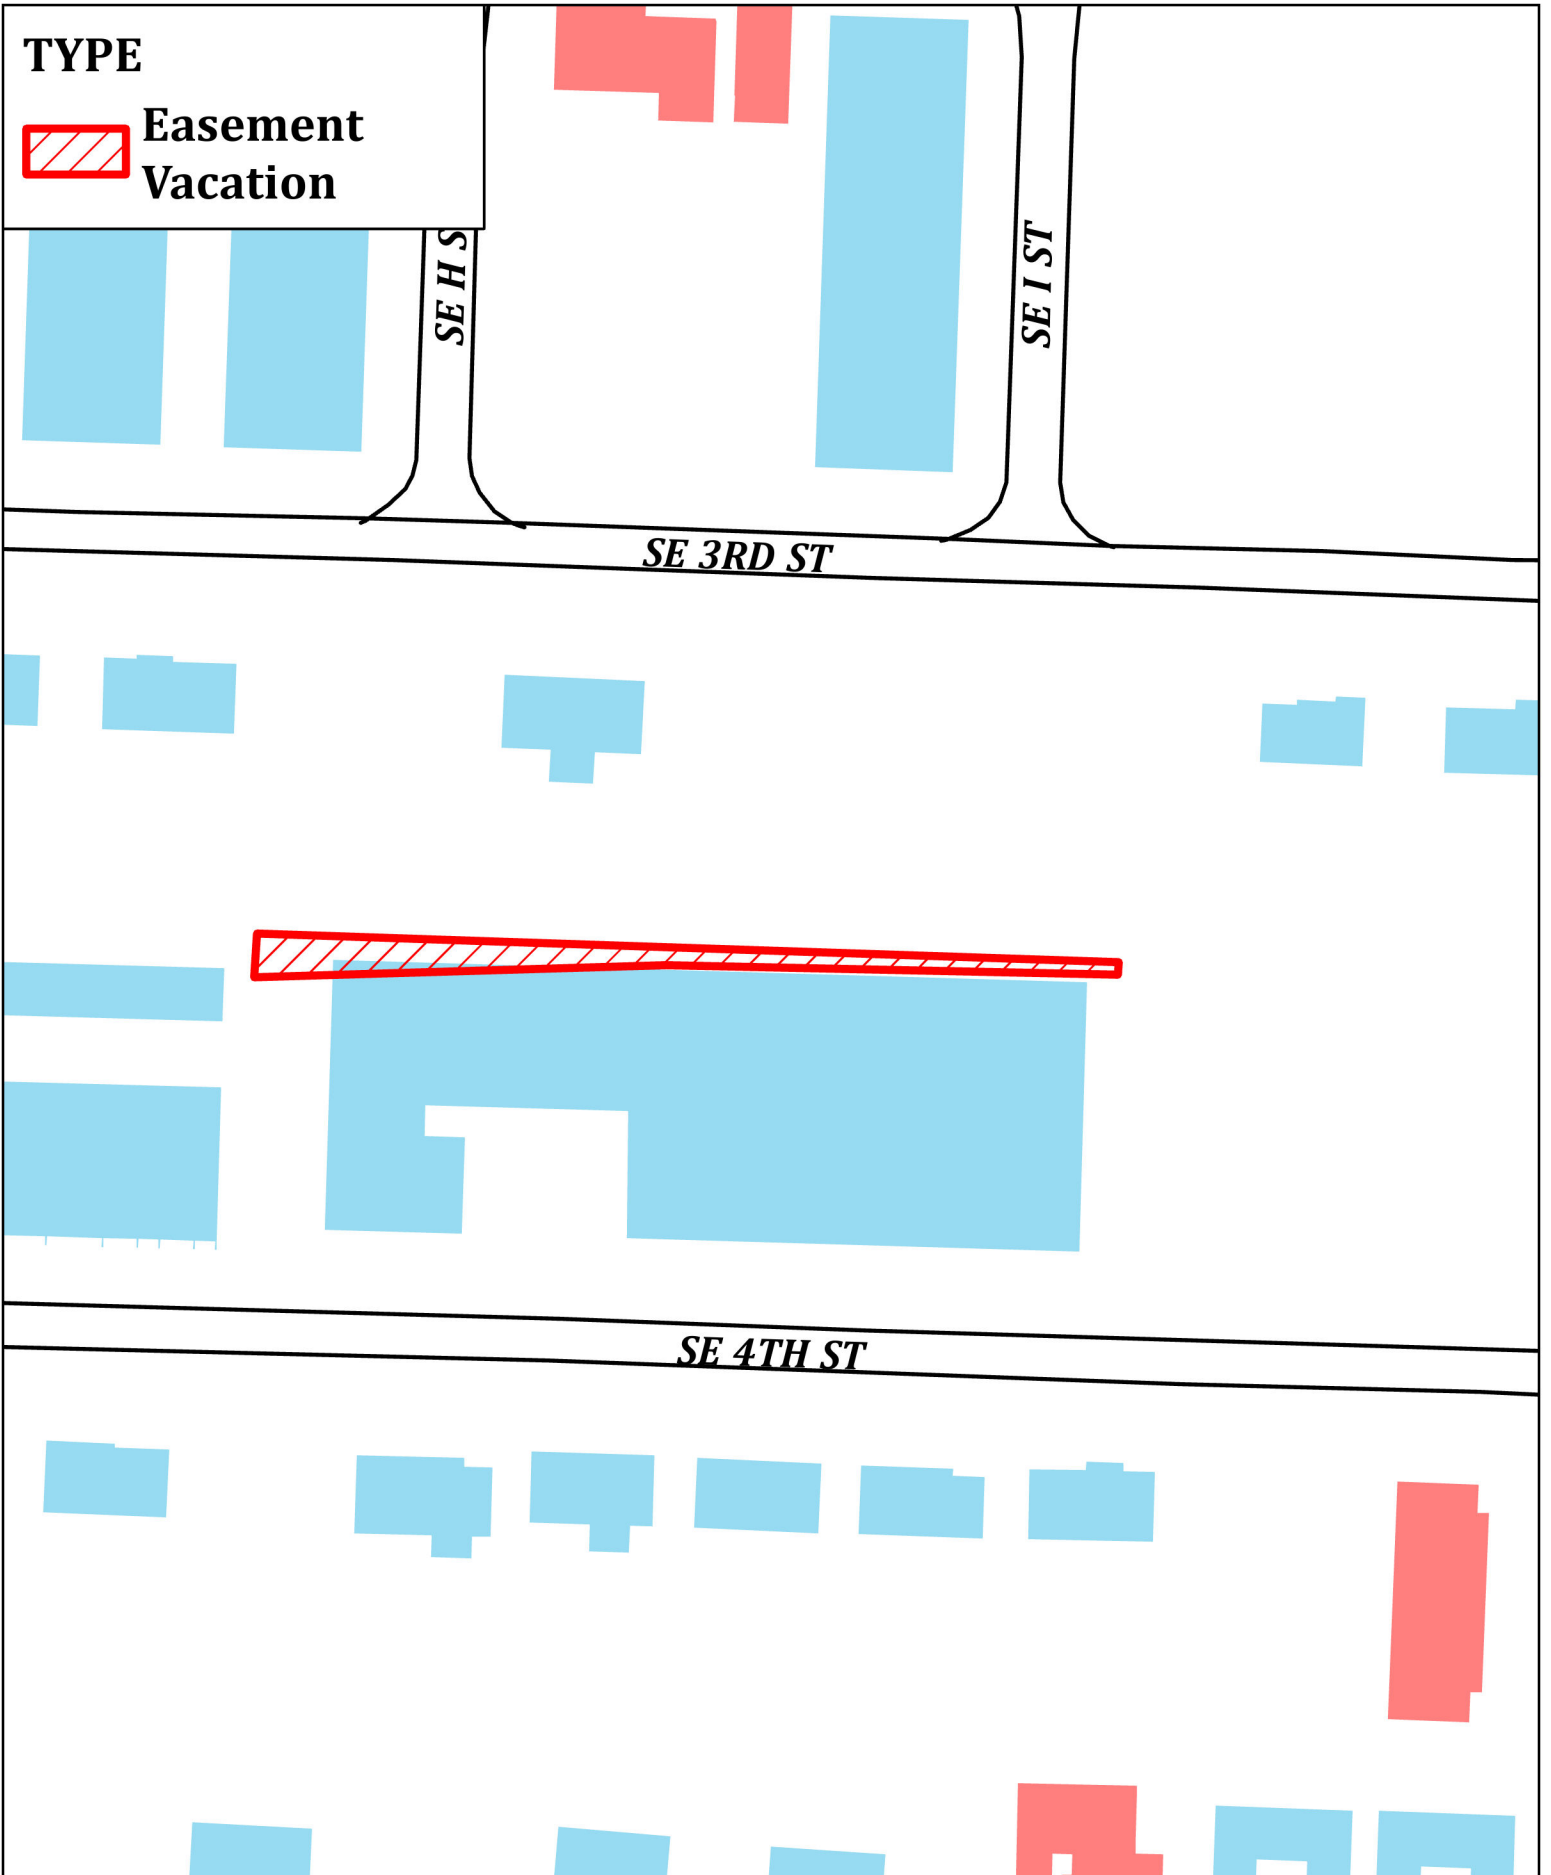 TYPE
Easement
Vacation
SE H S
SE I ST
SE 3RD ST
SE 4TH ST